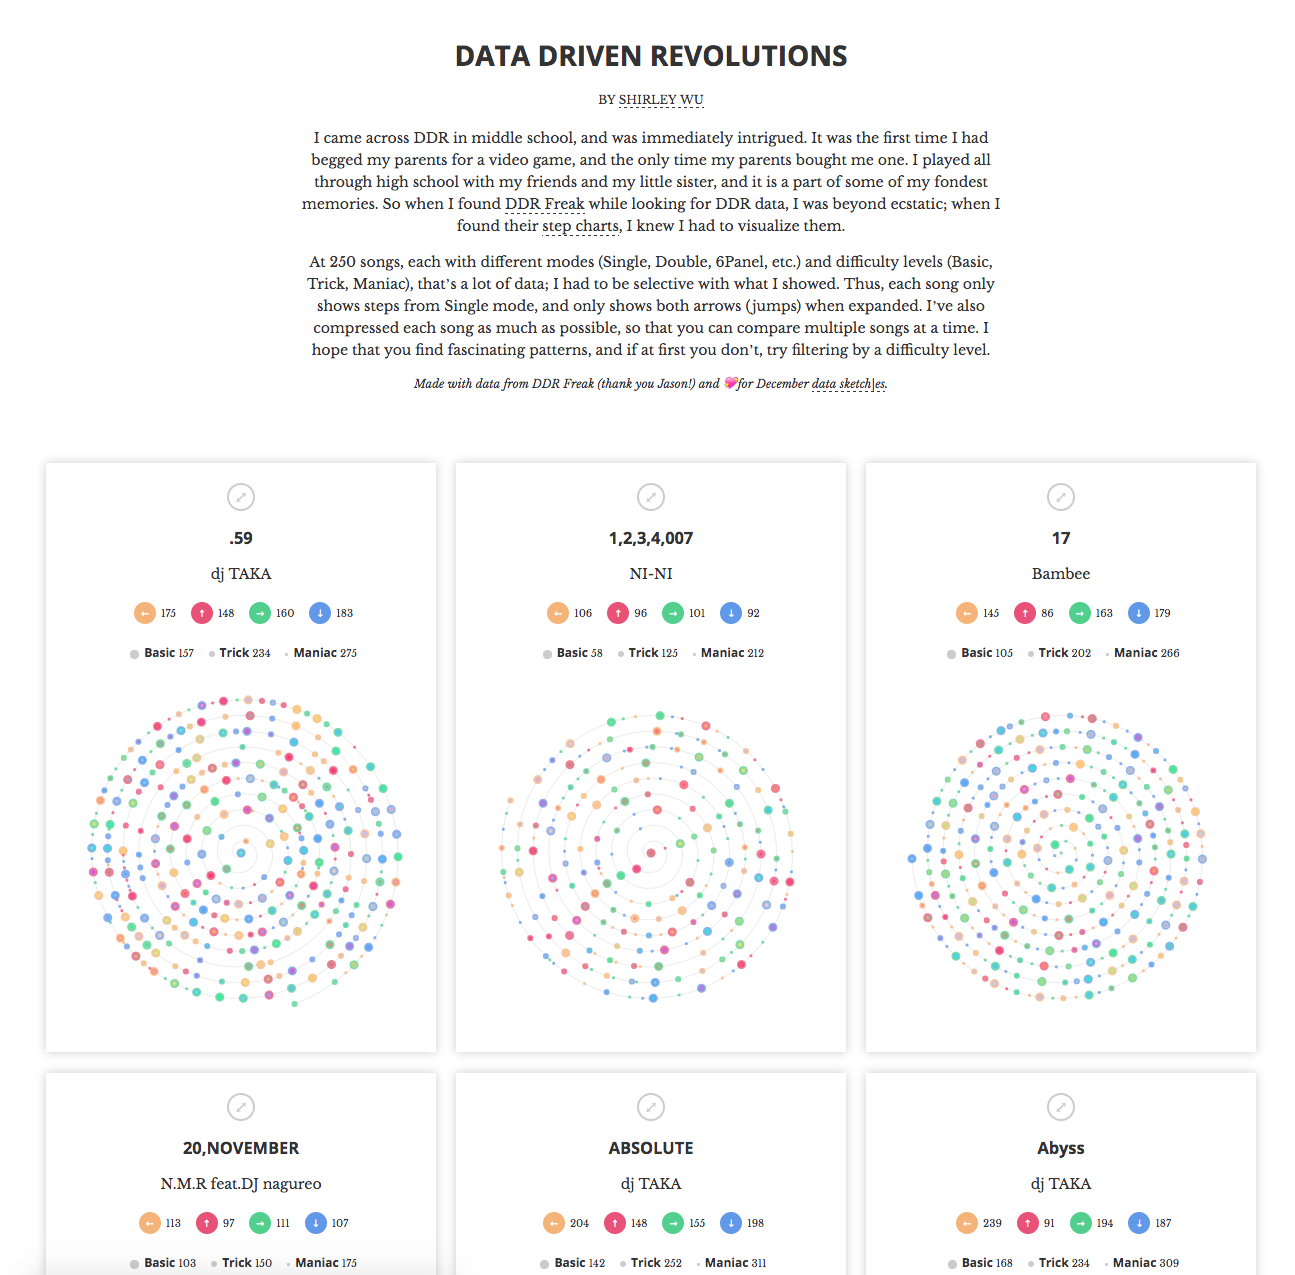 DATA DRIVEN REVOLUTIONS
BY SHIRLEY WU
I came across DDR in middle school, and was immediately intrigued. It was the first time I had
begged my parents for a video game, and the only time my parents bought me one. I played all
through high school with my friends and my little sister, and it is a part of some of my fondest
memories. So when I found DDR Freak while looking for DDR data, I was beyond ecstatic; when I
found their step charts, I knew I had to visualize them.
At 250 songs, each with different modes (Single, Double, 6Panel, etc.) and difficulty levels (Basic,
Trick, Maniac), that's a lot of data; I had to be selective with what I showed. Thus, each song only
shows steps from Single mode, and only shows both arrows (jumps) when expanded. I've also
compressed each song as much as possible, so that you can compare multiple songs at a time. I
hope that you find fascinating patterns, and if at first you don't, try filtering by a difficulty level.
Made with data from DDR Freak (thank you Jason!) and 💝for December data sketch|es.
.59
dj TAKA
← 175 ↑ 148 → 160 ↓ 183
Basic 157 Trick 234 Maniac 275
1,2,3,4,007
NI-NI
← 106 ↑ 96 → 101 ↓ 92
Basic 58 Trick 125 Maniac 212
17
Bambee
← 145 ↑ 86 → 163 ↓ 179
Basic 105 Trick 202 Maniac 266
20,NOVEMBER
N.M.R feat.DJ nagureo
← 113 ↑ 97 → 111 ↓ 107
Basic 103 Trick 150 Maniac 175
ABSOLUTE
dj TAKA
← 204 ↑ 148 → 155 ↓ 198
Basic 142 Trick 252 Maniac 311
Abyss
dj TAKA
← 239 ↑ 91 → 194 ↓ 187
Basic 168 Trick 234 Maniac 309